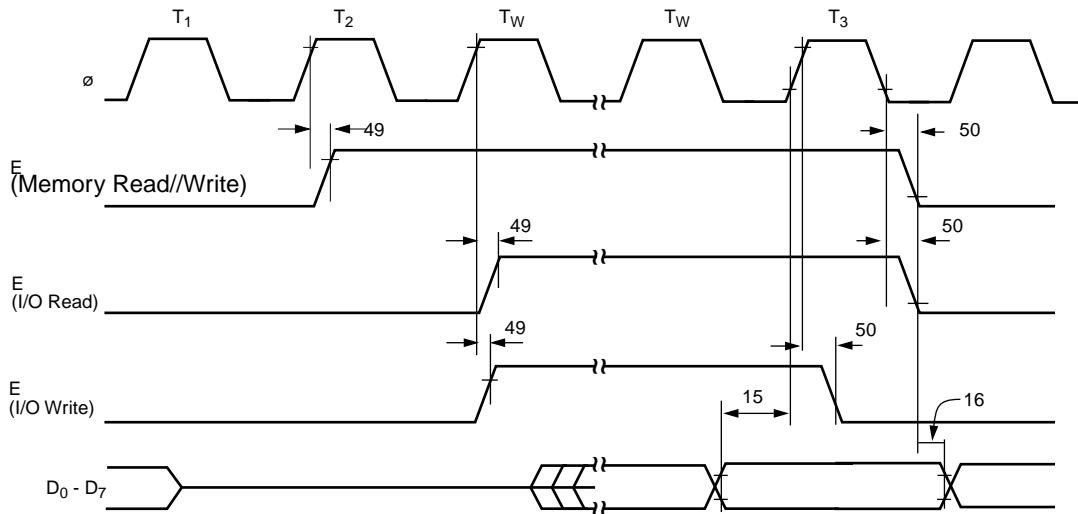 T1 T2 TW TW T3
ø
49 50
E
(Memory Read//Write)
49 50
E
(I/O Read)
49 50
E
(I/O Write)
15 16
D0 - D7